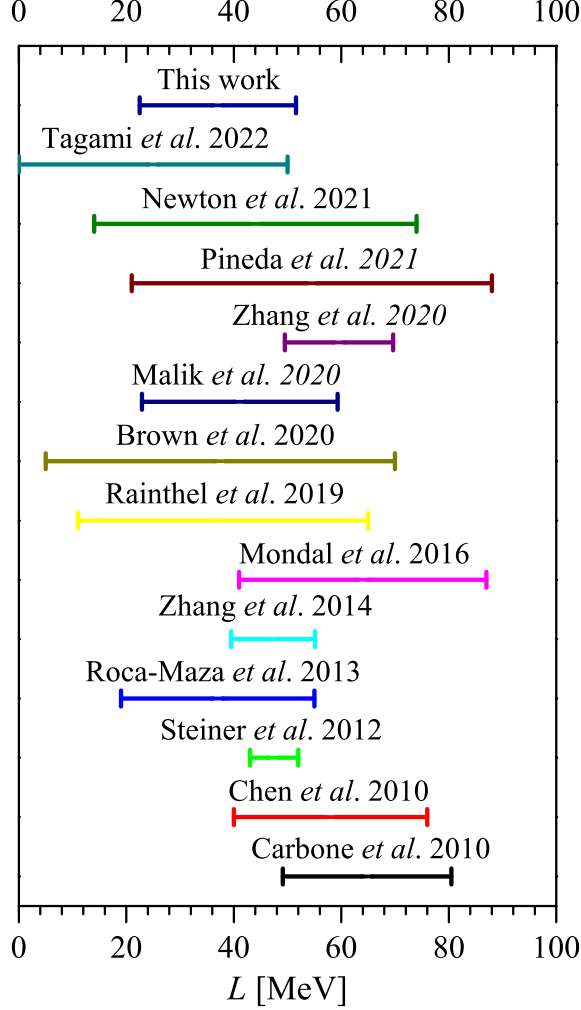 0 20 40 60 80 100
This work
Tagami et al. 2022
Newton et al. 2021
Pineda et al. 2021
Zhang et al. 2020
Malik et al. 2020
Brown et al. 2020
Rainthel et al. 2019
Mondal et al. 2016
Zhang et al. 2014
Roca-Maza et al. 2013
Steiner et al. 2012
Chen et al. 2010
Carbone et al. 2010
0 20 40 60 80 100
L [MeV]